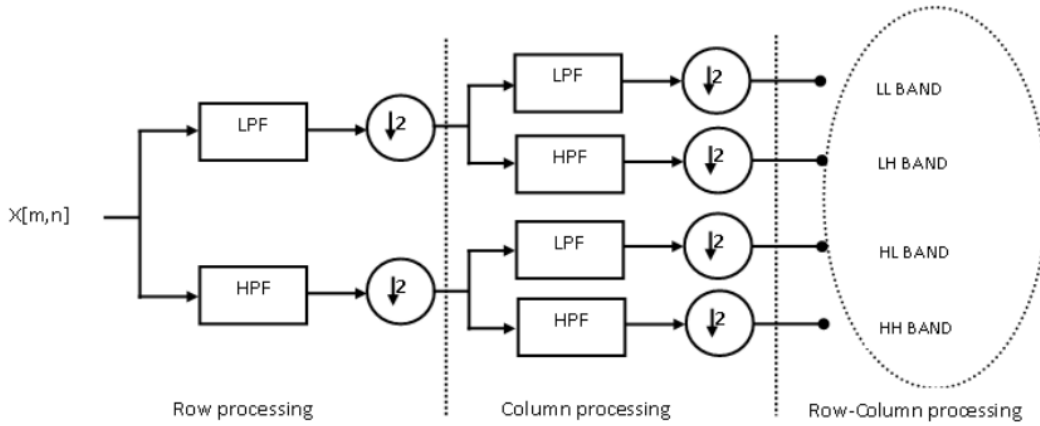 LPF
↓2
LPF
↓2
LL BAND
HPF
↓2
LH BAND
X[m,n]
HPF
↓2
LPF
↓2
HL BAND
HPF
↓2
HH BAND
Row processing
Column processing
Row-Column processing